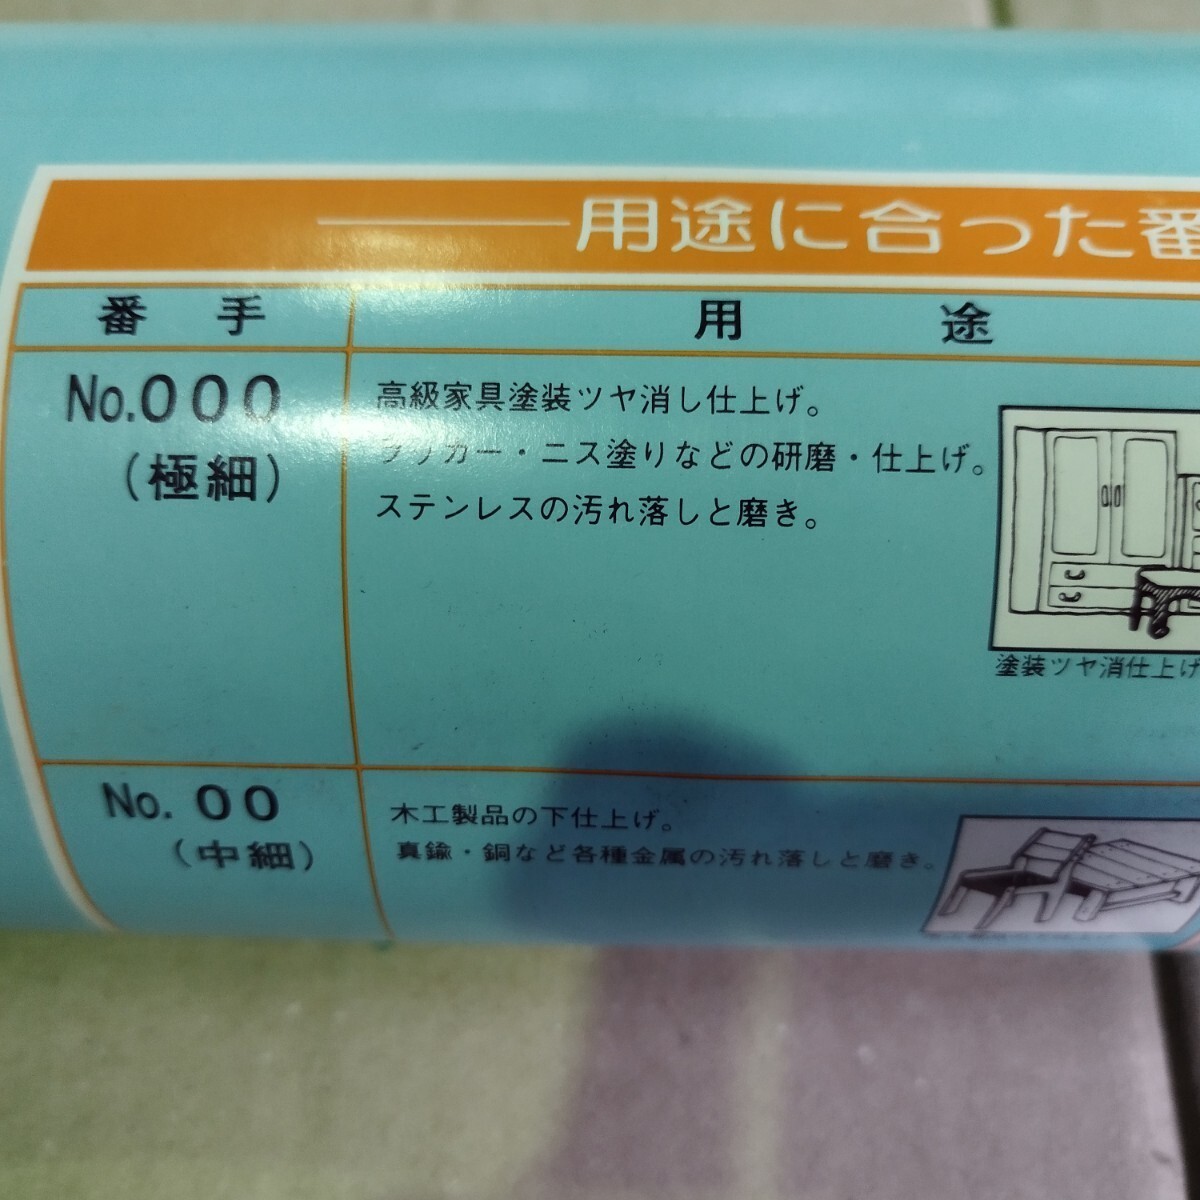 用途に合った番
番手 用途
No.000
(極細)
高級家具塗装ツヤ消し仕上げ。
ラッカー・ニス塗りなどの研磨・仕上げ。
ステンレスの汚れ落しと磨き。
塗装ツヤ消仕上げ
No. 00
(中細)
木工製品の下仕上げ。
真鍮・銅など各種金属の汚れ落しと磨き。